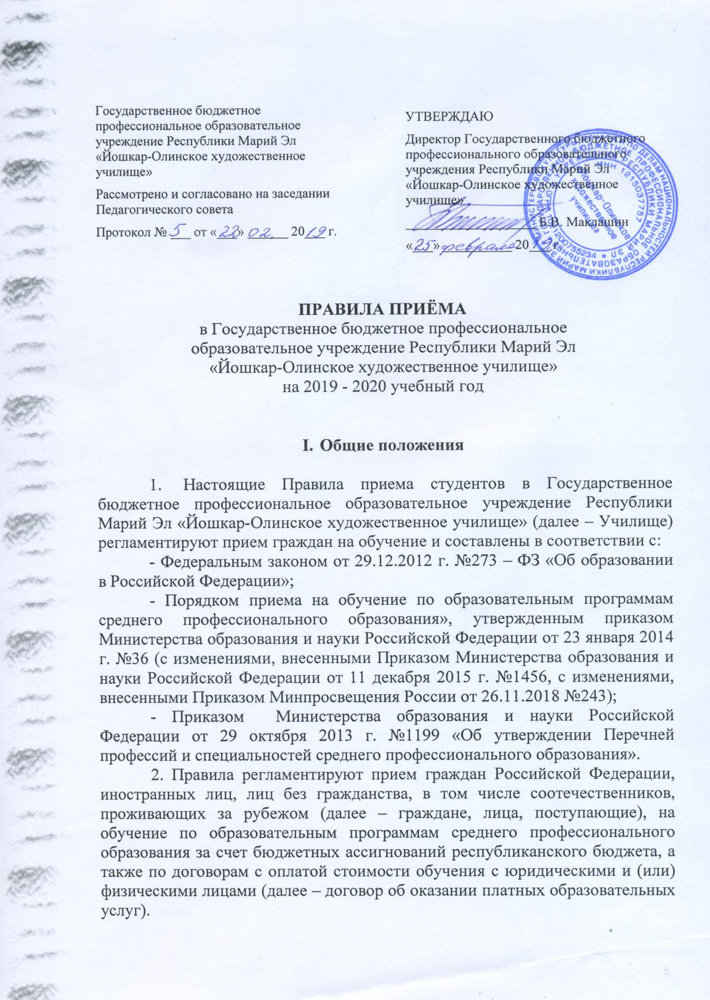 Государственное бюджетное
профессиональное образовательное
учреждение Республики Марий Эл
«Йошкар-Олинское художественное
училище»
Рассмотрено и согласовано на заседании
Педагогического совета
Протокол № 5 от «22» 02. 2019 г.
УТВЕРЖДАЮ
Директор Государственного бюджетного
профессионального образовательного
учреждения Республики Марий Эл
«Йошкар-Олинское художественное
училище»
Б.В. Маклашин
«25» февраля 2019 г.
ИНН 1215037757
«Йошкар-Олинское
художественное
училище»
ПРАВИЛА ПРИЁМА
в Государственное бюджетное профессиональное
образовательное учреждение Республики Марий Эл
«Йошкар-Олинское художественное училище»
на 2019 - 2020 учебный год
I. Общие положения
1. Настоящие Правила приема студентов в Государственное
бюджетное профессиональное образовательное учреждение Республики
Марий Эл «Йошкар-Олинское художественное училище» (далее – Училище)
регламентируют прием граждан на обучение и составлены в соответствии с:
- Федеральным законом от 29.12.2012 г. №273 – ФЗ «Об образовании
в Российской Федерации»;
- Порядком приема на обучение по образовательным программам
среднего профессионального образования», утвержденным приказом
Министерства образования и науки Российской Федерации от 23 января 2014
г. №36 (с изменениями, внесенными Приказом Министерства образования и
науки Российской Федерации от 11 декабря 2015 г. №1456, с изменениями,
внесенными Приказом Минпросвещения России от 26.11.2018 №243);
- Приказом Министерства образования и науки Российской
Федерации от 29 октября 2013 г. №1199 «Об утверждении Перечней
профессий и специальностей среднего профессионального образования».
2. Правила регламентируют прием граждан Российской Федерации,
иностранных лиц, лиц без гражданства, в том числе соотечественников,
проживающих за рубежом (далее – граждане, лица, поступающие), на
обучение по образовательным программам среднего профессионального
образования за счет бюджетных ассигнований республиканского бюджета, а
также по договорам с оплатой стоимости обучения с юридическими и (или)
физическими лицами (далее – договор об оказании платных образовательных
услуг).